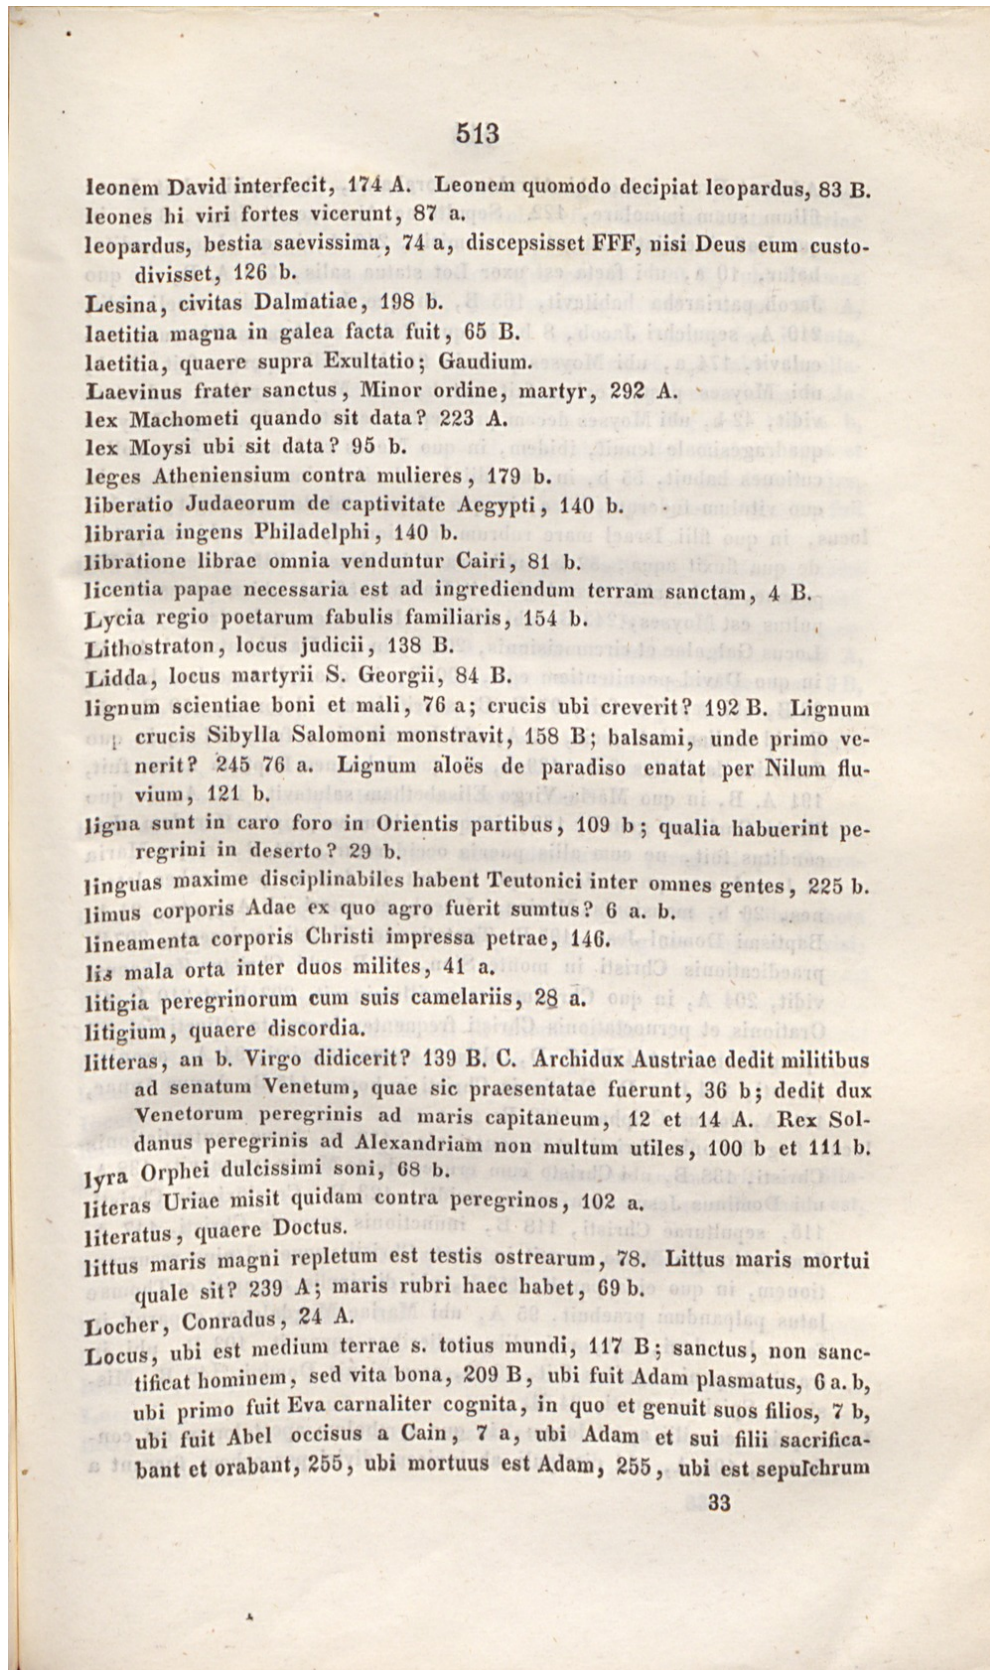 513
leonem David interfecit, 174 A. Leonem quomodo decipiat leopardus, 83 B.
leones hi viri fortes vicerunt, 87 a.
leopardus, bestia saevissima, 74 a, discepsisset FFF, nisi Deus eum custo-
divisset, 126 b.
Lesina, civitas Dalmatiae, 198 b.
laetitia magna in galea facta fuit, 65 B.
laetitia, quaere supra Exultatio; Gaudium.
Laevinus frater sanctus, Minor ordine, martyr, 292 A.
lex Machometi quando sit data? 223 A.
lex Moysi ubi sit data? 95 b.
leges Atheniensium contra mulieres, 179 b.
liberatio Judaeorum de captivitate Aegypti, 140 b.
libraria ingens Philadelphi, 140 b.
libratione librae omnia venduntur Cairi, 81 b.
licentia papae necessaria est ad ingrediendum terram sanctam, 4 B.
Lycia regio poetarum fabulis familiaris, 154 b.
Lithostraton, locus judicii, 138 B.
Lidda, locus martyrii S. Georgii, 84 B.
lignum scientiae boni et mali, 76 a; crucis ubi creverit? 192 B. Lignum
crucis Sibylla Salomoni monstravit, 158 B; balsami, unde primo ve-
nerit? 245 76 a. Lignum aloës de paradiso enatat per Nilum flu-
vium, 121 b.
ligna sunt in caro foro in Orientis partibus, 109 b; qualia habuerint pe-
regrini in deserto? 29 b.
linguas maxime disciplinabiles habent Teutonici inter omnes gentes, 225 b.
limus corporis Adae ex quo agro fuerit sumtus? 6 a. b.
lineamenta corporis Christi impressa petrae, 146.
lis mala orta inter duos milites, 41 a.
litigia peregrinorum cum suis camelariis, 28 a.
litigium, quaere discordia.
litteras, an b. Virgo didicerit? 139 B. C. Archidux Austriae dedit militibus
ad senatum Venetum, quae sic praesentatae fuerunt, 36 b; dedit dux
Venetorum peregrinis ad maris capitaneum, 12 et 14 A. Rex Sol-
danus peregrinis ad Alexandriam non multum utiles, 100 b et 111 b.
lyra Orphei dulcissimi soni, 68 b.
literas Uriae misit quidam contra peregrinos, 102 a.
literatus, quaere Doctus.
littus maris magni repletum est testis ostrearum, 78. Littus maris mortui
quale sit? 239 A; maris rubri haec habet, 69 b.
Locher, Conradus, 24 A.
Locus, ubi est medium terrae s. totius mundi, 117 B; sanctus, non sanc-
tificat hominem, sed vita bona, 209 B, ubi fuit Adam plasmatus, 6 a. b,
ubi primo fuit Eva carnaliter cognita, in quo et genuit suos filios, 7 b,
ubi fuit Abel occisus a Cain, 7 a, ubi Adam et sui filii sacrifica-
bant et orabant, 255, ubi mortuus est Adam, 255, ubi est sepulchrum
33